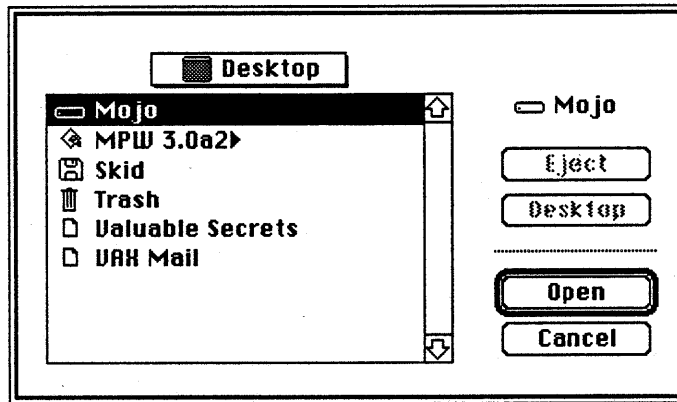 Desktop
Mojo
MPW 3.0a2
Skid
Trash
Valuable Secrets
VAX Mail
Mojo
Eject
Desktop
Open
Cancel